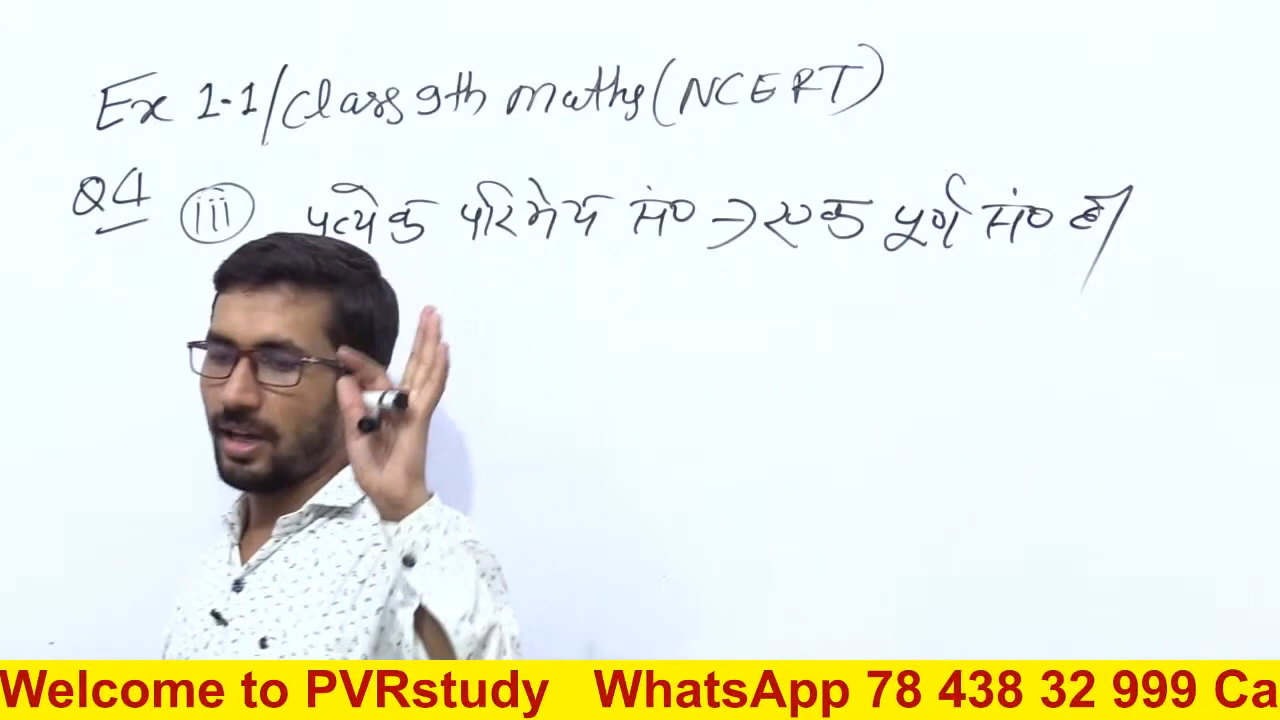 Ex 1.1/Class 9th maths (NCERT)
Q4 (iii) प्रत्येक परिमेय सं० → एक पूर्ण सं० है।
Welcome to PVRstudy WhatsApp 78 438 32 999 Ca